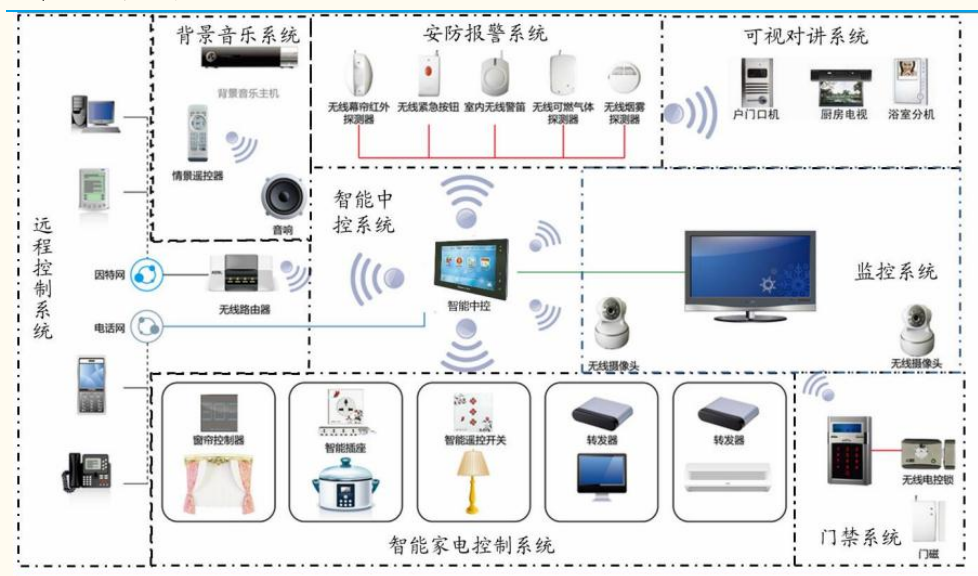 背景音乐系统
背景音乐主机
情景遥控器
音响
安防报警系统
无线幕帘红外
探测器
无线紧急按钮
室内无线警笛
无线可燃气体
探测器
无线烟雾
探测器
可视对讲系统
户门口机
厨房电视
浴室分机
远程控制系统
因特网
电话网
无线路由器
智能中
控系统
智能中控
监控系统
无线摄像头
无线摄像头
窗帘控制器
智能插座
智能遥控开关
转发器
转发器
智能家电控制系统
无线电控锁
门禁系统
门磁